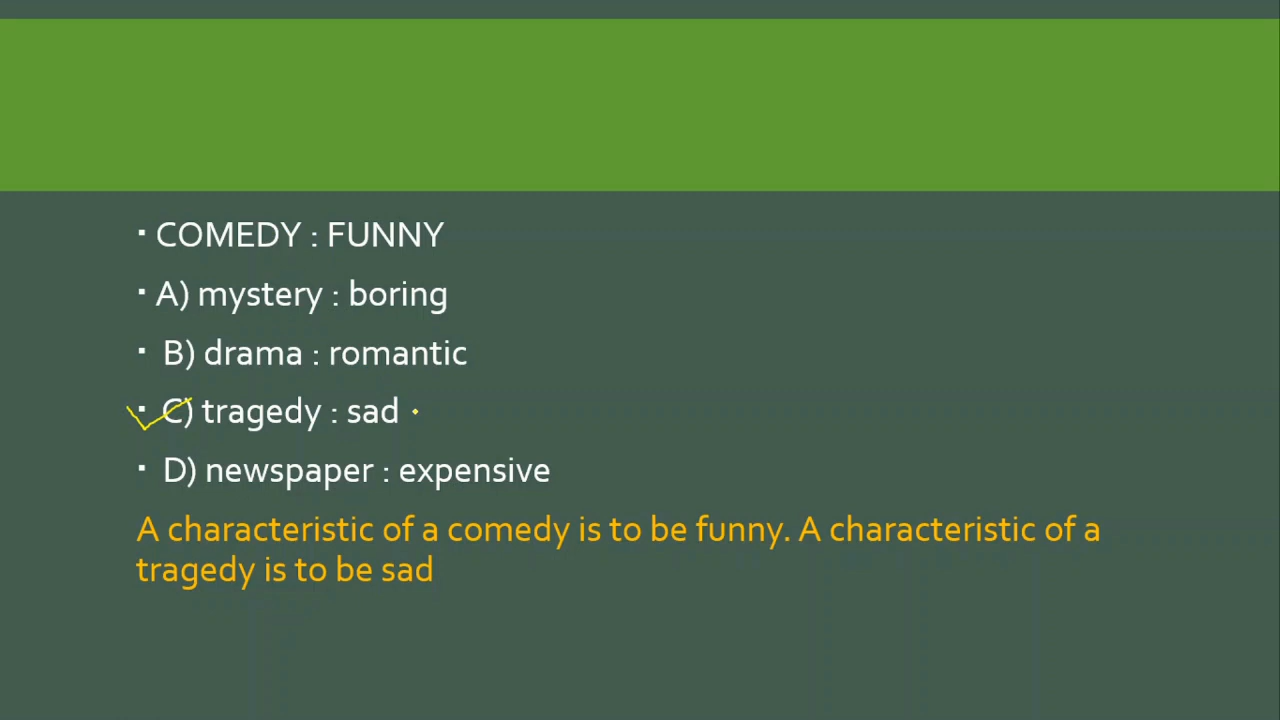 ▪ COMEDY : FUNNY
▪ A) mystery : boring
▪ B) drama : romantic
▪ C) tragedy : sad
▪ D) newspaper : expensive
A characteristic of a comedy is to be funny. A characteristic of a
tragedy is to be sad